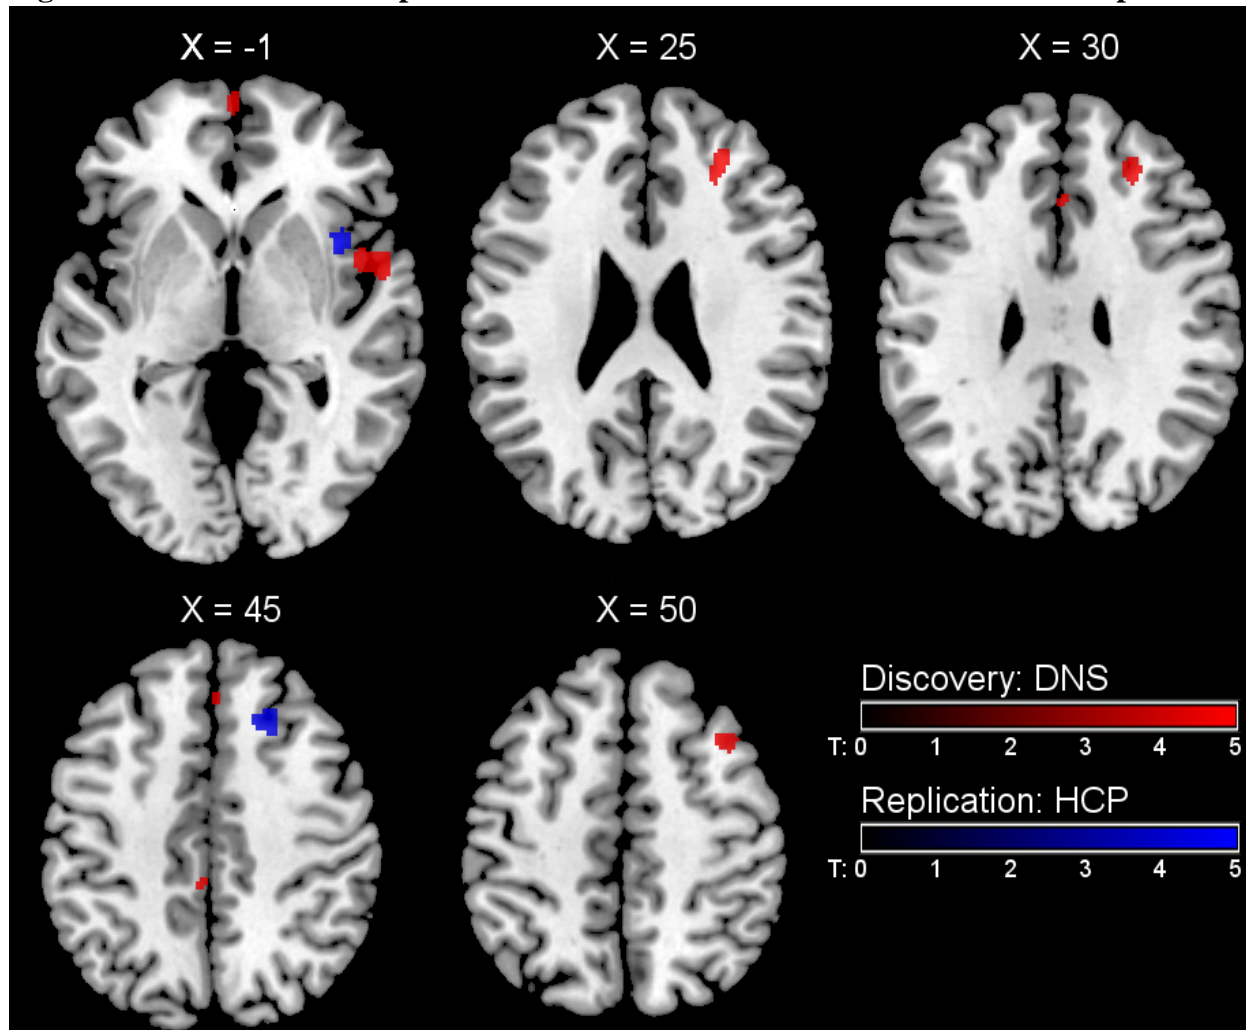 X = -1
X = 25
X = 30
X = 45
X = 50
Discovery: DNS
T: 0 1 2 3 4 5
Replication: HCP
T: 0 1 2 3 4 5